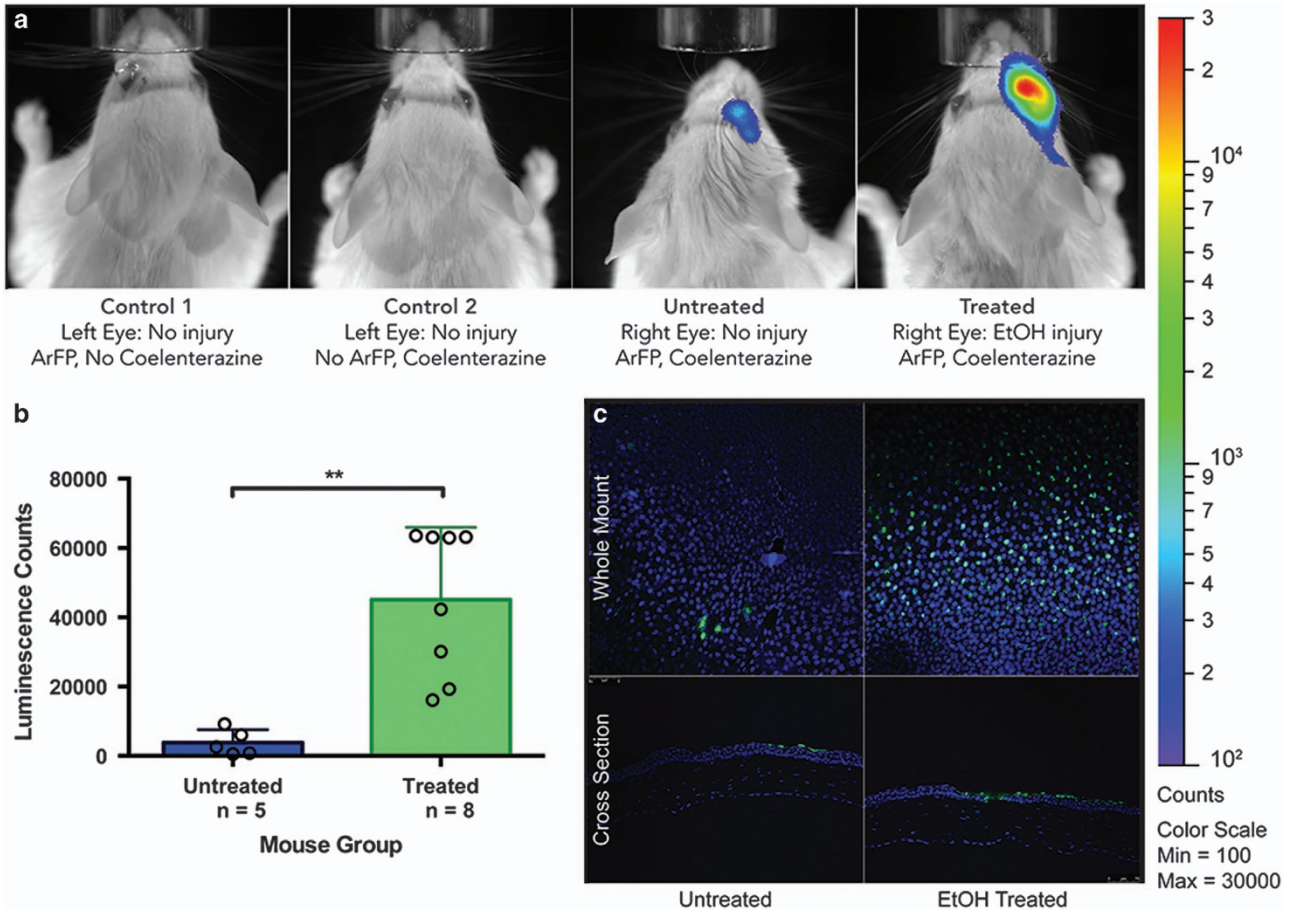 a
Control 1
Left Eye: No injury
ArFP, No Coelenterazine
Control 2
Left Eye: No injury
No ArFP, Coelenterazine
Untreated
Right Eye: No injury
ArFP, Coelenterazine
Treated
Right Eye: EtOH injury
ArFP, Coelenterazine
3
2
10⁴
9
7
5
4
3
2
10³
9
7
5
4
3
2
10²
Counts
Color Scale
Min = 100
Max = 30000
b
**
80000
60000
40000
20000
0
Luminescence Counts
Untreated
n = 5
Treated
n = 8
Mouse Group
c
Whole Mount
Cross Section
Untreated
EtOH Treated